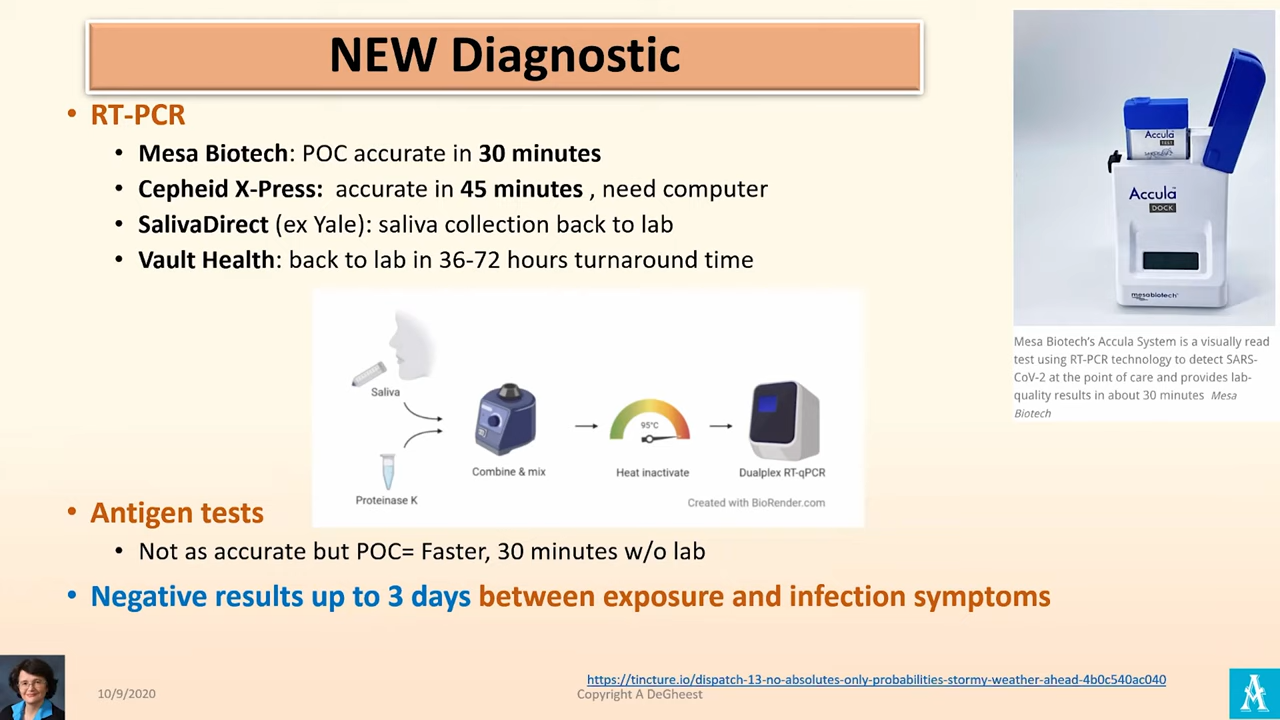 NEW Diagnostic
• RT-PCR
• Mesa Biotech: POC accurate in 30 minutes
• Cepheid X-Press: accurate in 45 minutes , need computer
• SalivaDirect (ex Yale): saliva collection back to lab
• Vault Health: back to lab in 36-72 hours turnaround time
Saliva
Proteinase K
Combine & mix
95°C
Heat inactivate
Dualplex RT-qPCR
Created with BioRender.com
• Antigen tests
• Not as accurate but POC= Faster, 30 minutes w/o lab
• Negative results up to 3 days between exposure and infection symptoms
Accula
TEST
Accula
DOCK
mesabiotech
Mesa Biotech's Accula System is a visually read
test using RT-PCR technology to detect SARS-
CoV-2 at the point of care and provides lab-
quality results in about 30 minutes Mesa
Biotech
https://tincture.io/dispatch-13-no-absolutes-only-probabilities-stormy-weather-ahead-4b0c540ac040
10/9/2020
Copyright A DeGheest
A